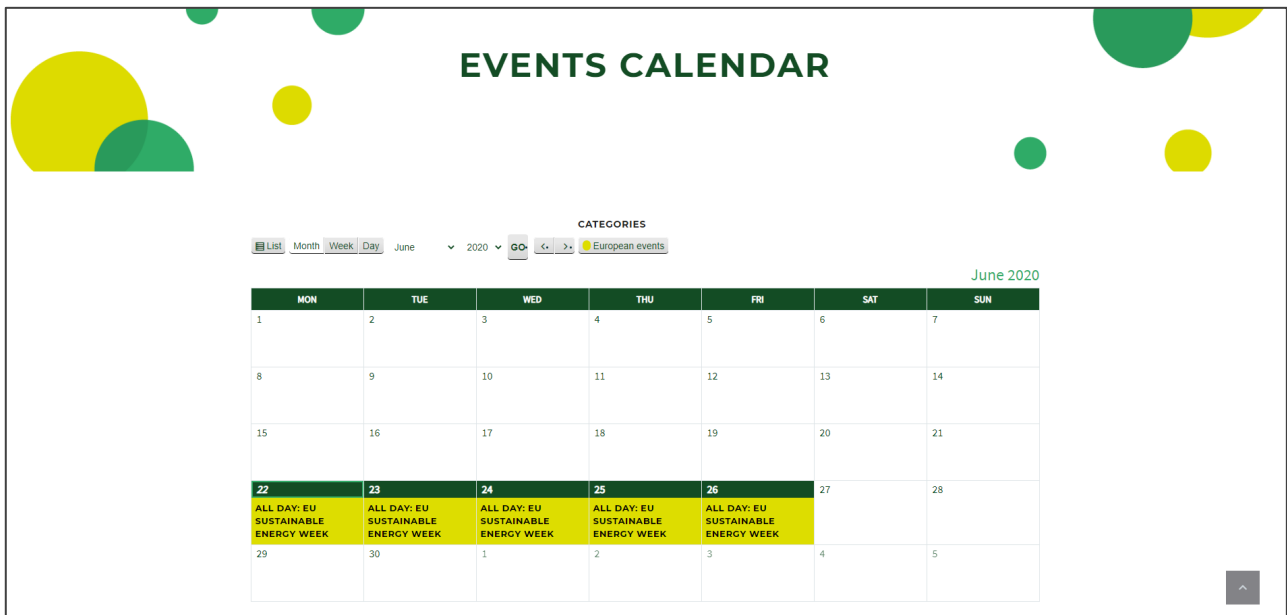 EVENTS CALENDAR
CATEGORIES
List Month Week Day June 2020 GO < > European events
June 2020
MON TUE WED THU FRI SAT SUN
1 2 3 4 5 6 7
8 9 10 11 12 13 14
15 16 17 18 19 20 21
22 23 24 25 26 27 28
ALL DAY: EU ALL DAY: EU ALL DAY: EU ALL DAY: EU ALL DAY: EU
SUSTAINABLE SUSTAINABLE SUSTAINABLE SUSTAINABLE SUSTAINABLE
ENERGY WEEK ENERGY WEEK ENERGY WEEK ENERGY WEEK ENERGY WEEK
29 30 1 2 3 4 5